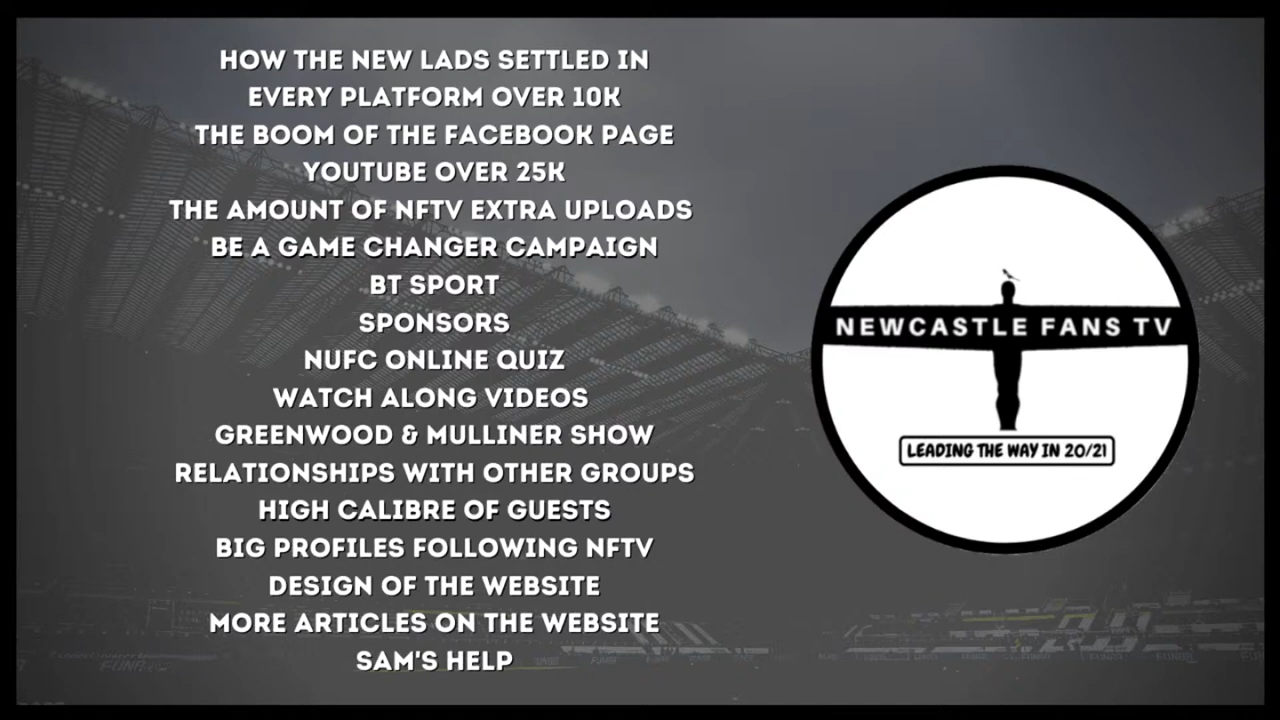 HOW THE NEW LADS SETTLED IN
EVERY PLATFORM OVER 10K
THE BOOM OF THE FACEBOOK PAGE
YOUTUBE OVER 25K
THE AMOUNT OF NFTV EXTRA UPLOADS
BE A GAME CHANGER CAMPAIGN
BT SPORT
SPONSORS
NUFC ONLINE QUIZ
WATCH ALONG VIDEOS
GREENWOOD & MULLINER SHOW
RELATIONSHIPS WITH OTHER GROUPS
HIGH CALIBRE OF GUESTS
BIG PROFILES FOLLOWING NFTV
DESIGN OF THE WEBSITE
MORE ARTICLES ON THE WEBSITE
SAM'S HELP
NEWCASTLE FANS TV
LEADING THE WAY IN 20/21
FUN88